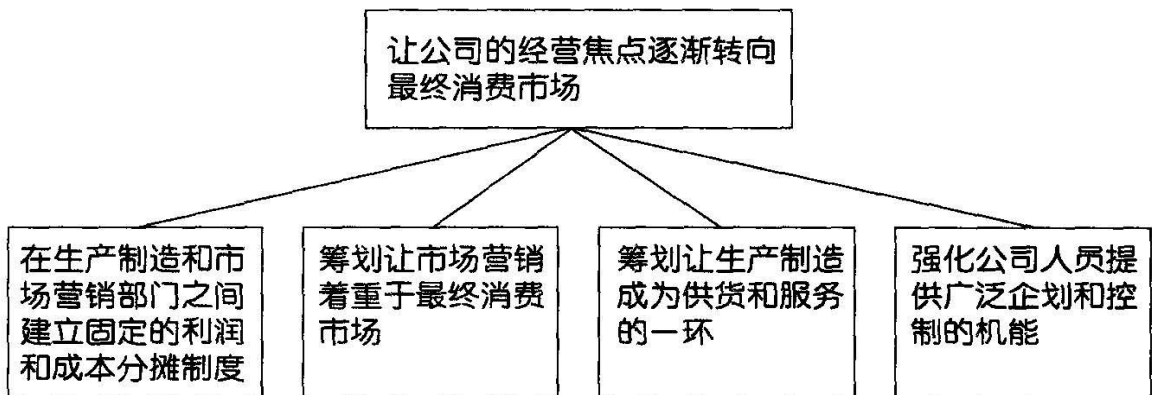 让公司的经营焦点逐渐转向
最终消费市场
在生产制造和市
场营销部门之间
建立固定的利润
和成本分摊制度
筹划让市场营销
着重于最终消费
市场
筹划让生产制造
成为供货和服务
的一环
强化公司人员提
供广泛企划和控
制的机能